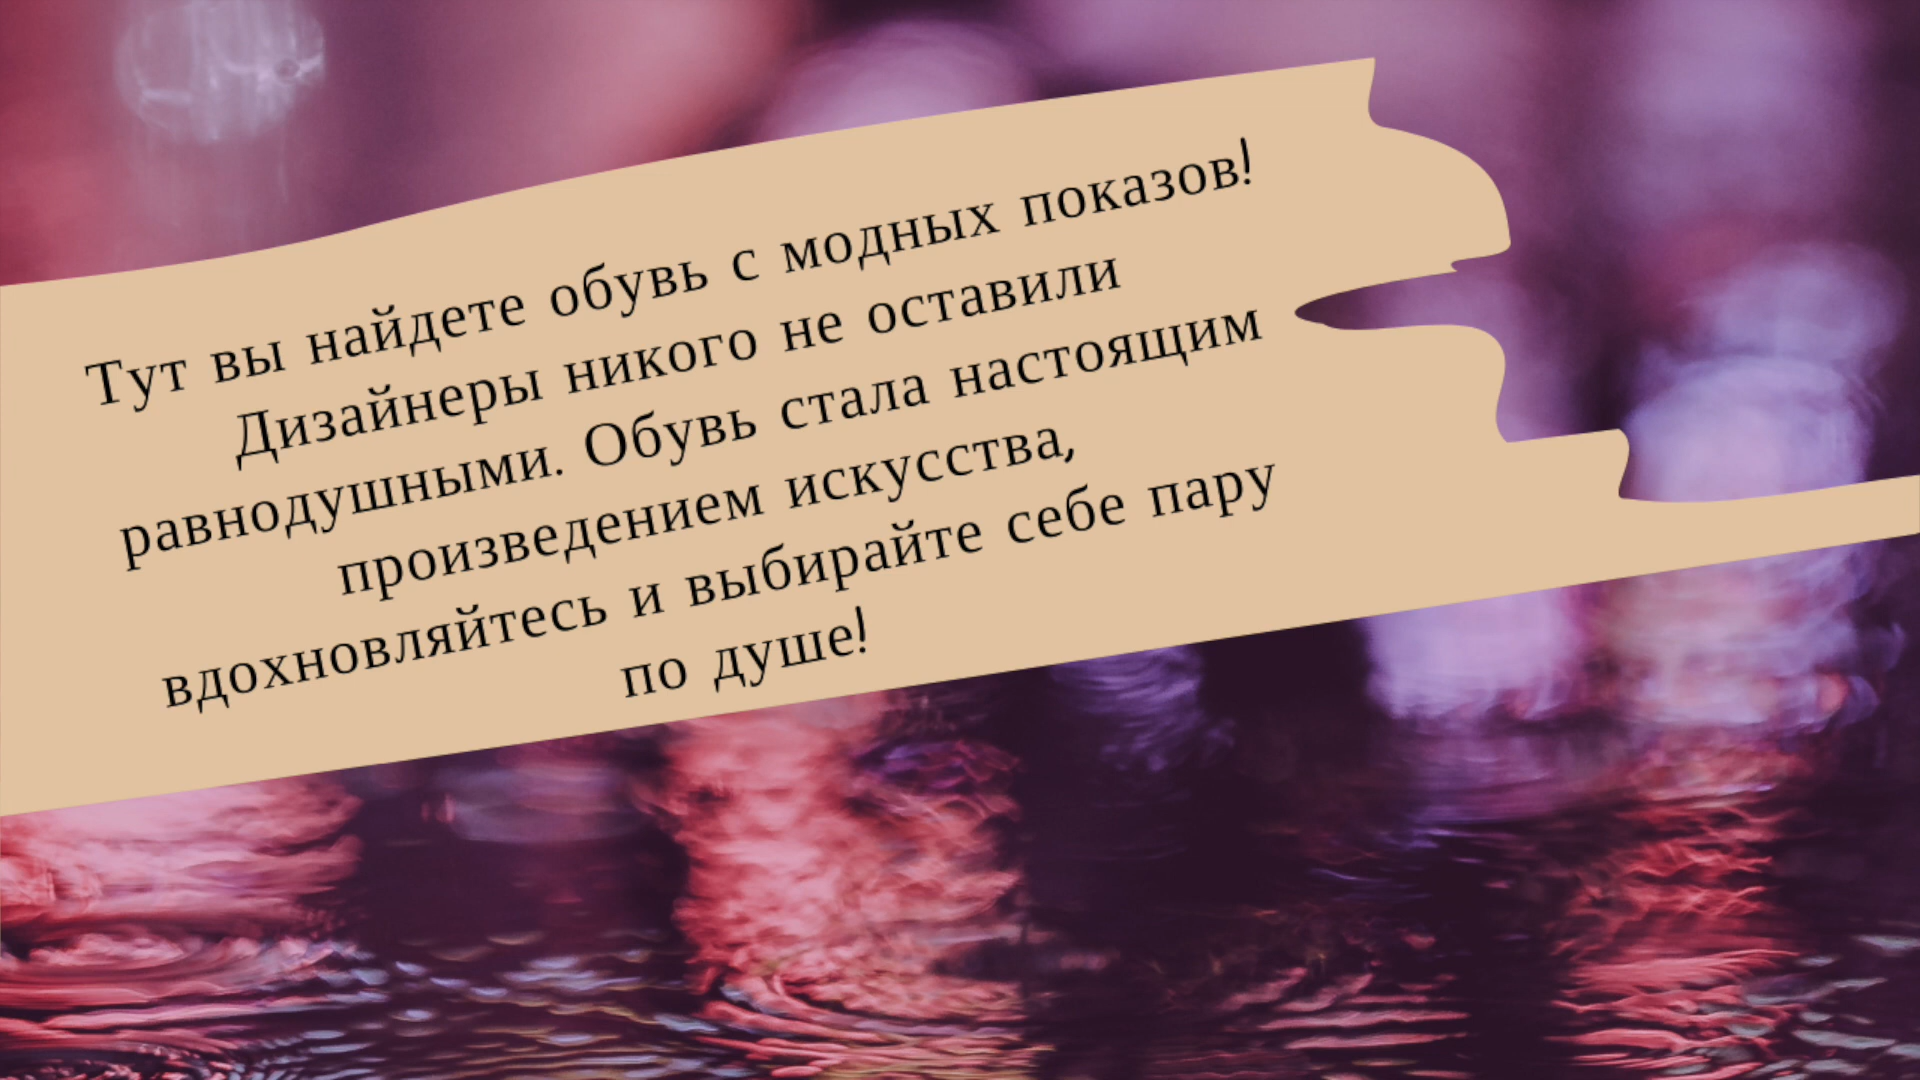 Тут вы найдете обувь с модных показов!
Дизайнеры никого не оставили
равнодушными. Обувь стала настоящим
произведением искусства,
вдохновляйтесь и выбирайте себе пару
по душе!